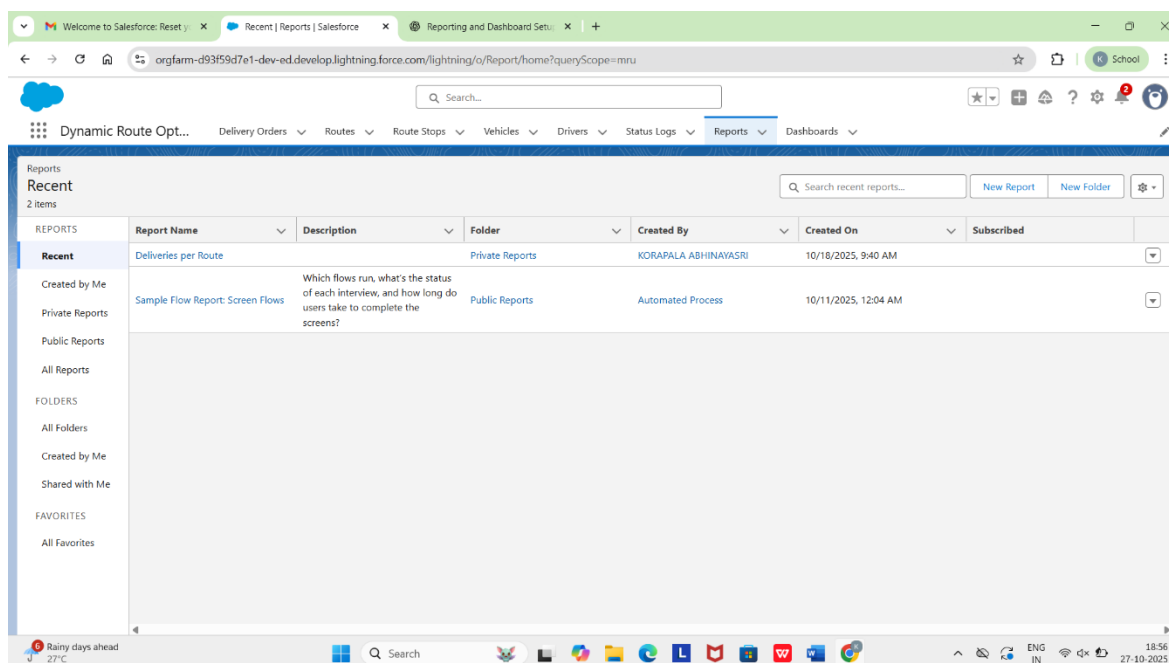 Welcome to Salesforce: Reset y
Recent | Reports | Salesforce
Reporting and Dashboard Setu
orgfarm-d93f59d7e1-dev-ed.develop.lightning.force.com/lightning/o/Report/home?queryScope=mru
K School
Search...
2
Dynamic Route Opt...
Delivery Orders
Routes
Route Stops
Vehicles
Drivers
Status Logs
Reports
Dashboards
Reports
Recent
2 items
Search recent reports...
New Report
New Folder
REPORTS
Report Name
Description
Folder
Created By
Created On
Subscribed
Recent
Deliveries per Route
Private Reports
KORAPALA ABHINAYASRI
10/18/2025, 9:40 AM
Created by Me
Sample Flow Report: Screen Flows
Which flows run, what's the status
of each interview, and how long do
users take to complete the
screens?
Public Reports
Automated Process
10/11/2025, 12:04 AM
Private Reports
Public Reports
All Reports
FOLDERS
All Folders
Created by Me
Shared with Me
FAVORITES
All Favorites
6
Rainy days ahead
27°C
Search
L
W
ENG
IN
18:56
27-10-2025